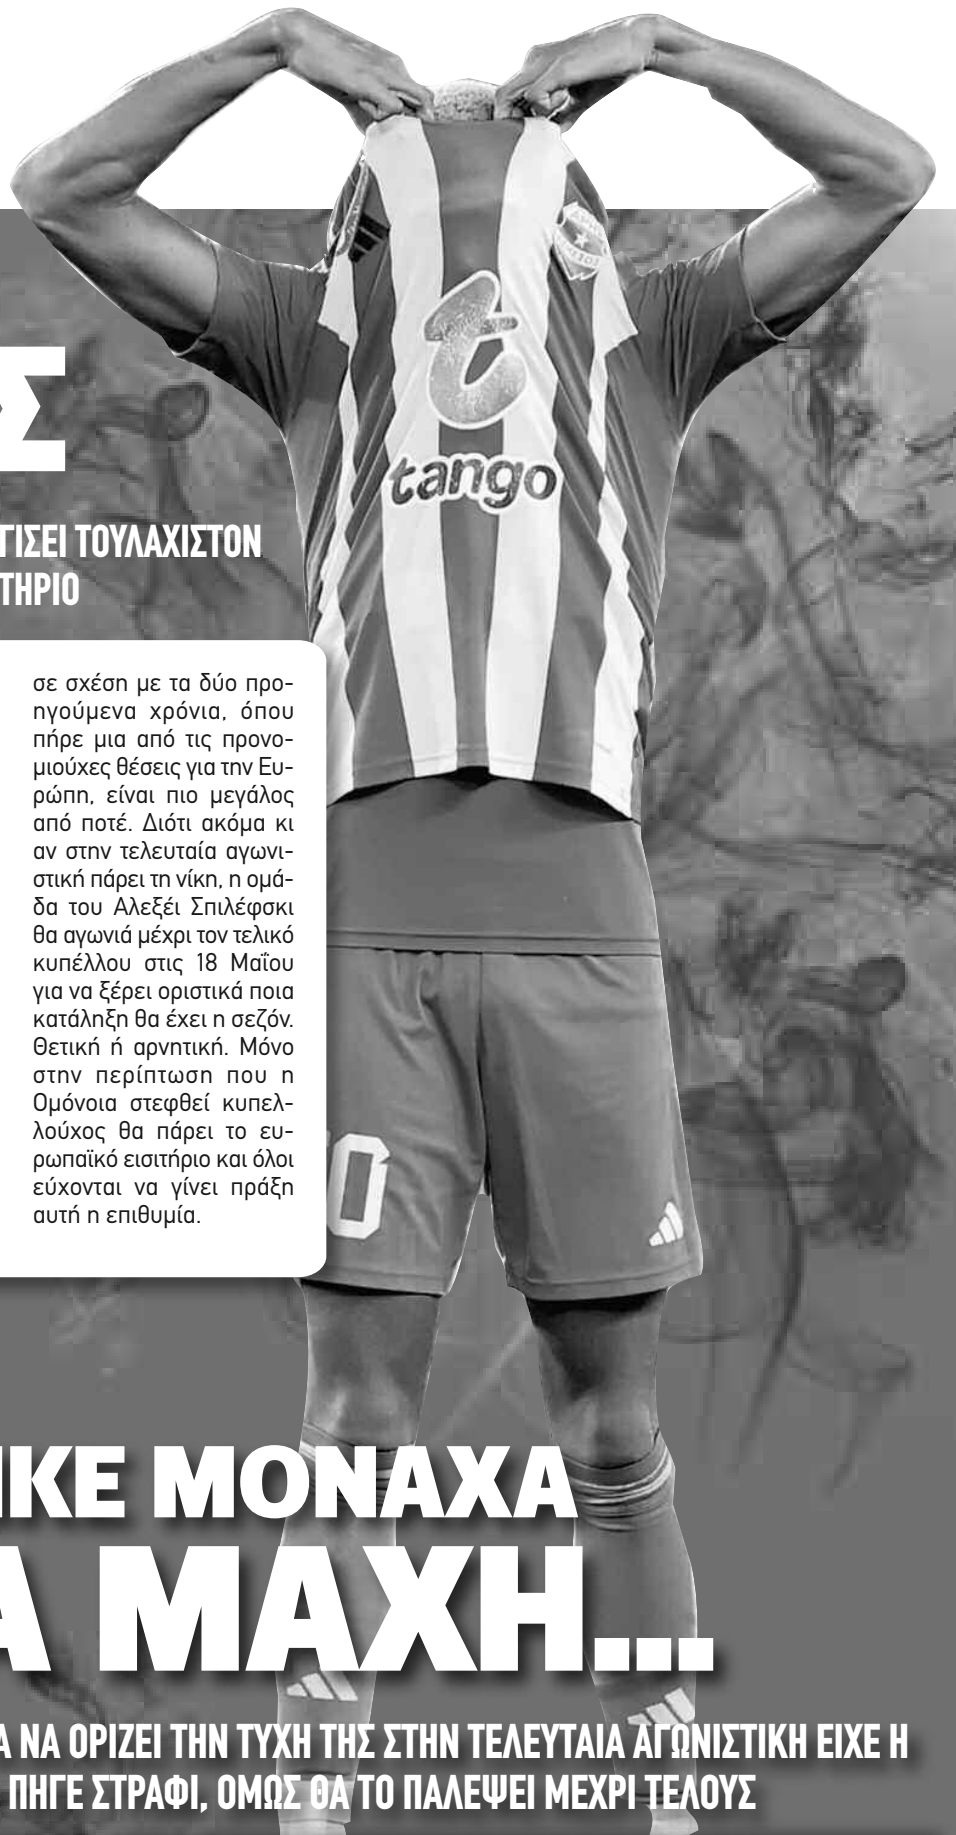 Σ
ΓΙΣΕΙ ΤΟΥΛΑΧΙΣΤΟΝ
ΤΗΡΙΟ
t
tango
σε σχέση με τα δύο προ-
ηγούμενα χρόνια, όπου
πήρε μια από τις προνο-
μιούχες θέσεις για την Ευ-
ρώπη, είναι πιο μεγάλος
από ποτέ. Διότι ακόμα κι
αν στην τελευταία αγωνι-
στική πάρει τη νίκη, η ομά-
δα του Αλεξέι Σπιλέφσκι
θα αγωνιά μέχρι τον τελικό
κυπέλλου στις 18 Μαΐου
για να ξέρει οριστικά ποια
κατάληξη θα έχει η σεζόν.
Θετική ή αρνητική. Μόνο
στην περίπτωση που η
Ομόνοια στεφθεί κυπελ-
λούχος θα πάρει το ευ-
ρωπαϊκό εισιτήριο και όλοι
εύχονται να γίνει πράξη
αυτή η επιθυμία.
0
ΚΕ ΜΟΝΑΧΑ
Α ΜΑΧΗ...
Α ΝΑ ΟΡΙΖΕΙ ΤΗΝ ΤΥΧΗ ΤΗΣ ΣΤΗΝ ΤΕΛΕΥΤΑΙΑ ΑΓΩΝΙΣΤΙΚΗ ΕΙΧΕ Η
ΠΗΓΕ ΣΤΡΑΦΙ, ΟΜΩΣ ΘΑ ΤΟ ΠΑΛΕΨΕΙ ΜΕΧΡΙ ΤΕΛΟΥΣ